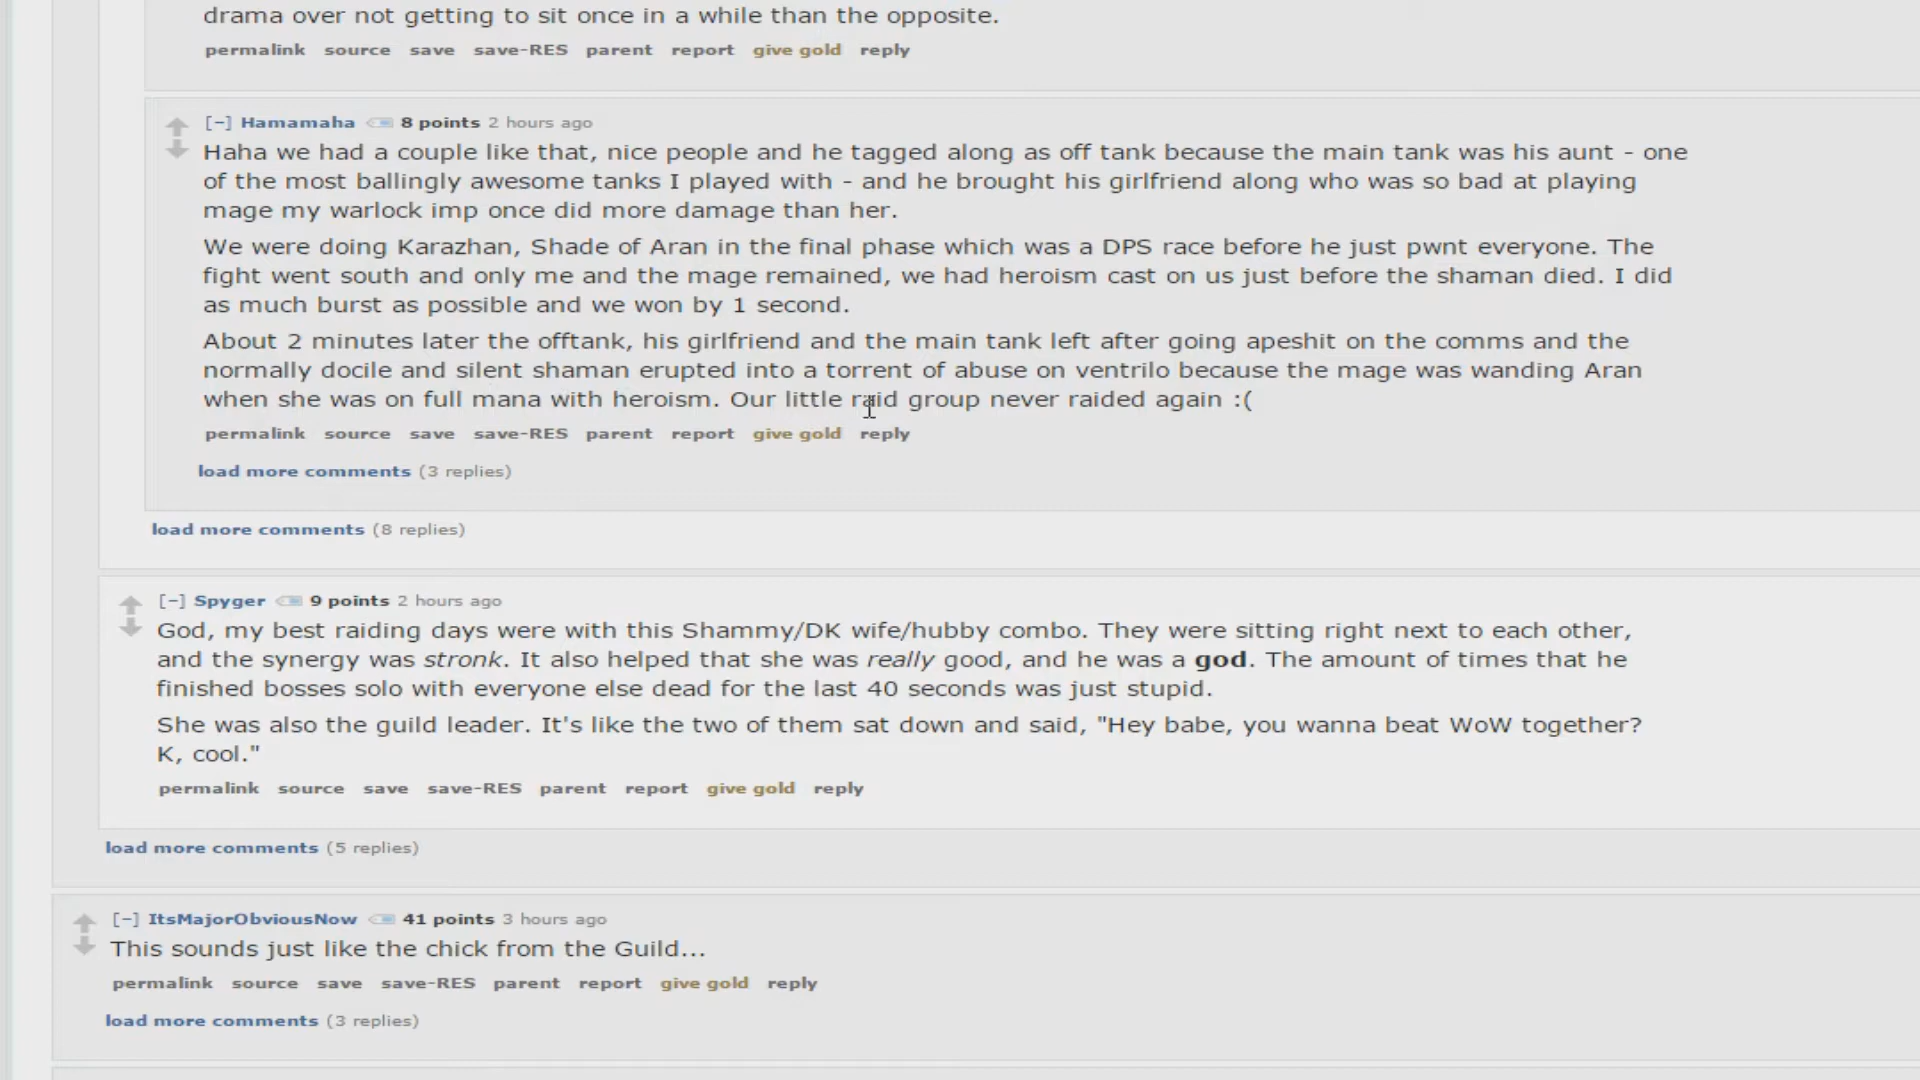 drama over not getting to sit once in a while than the opposite.
permalink source save save-RES parent report give gold reply
[−] Hamamaha 8 points 2 hours ago
Haha we had a couple like that, nice people and he tagged along as off tank because the main tank was his aunt - one
of the most ballingly awesome tanks I played with - and he brought his girlfriend along who was so bad at playing
mage my warlock imp once did more damage than her.
We were doing Karazhan, Shade of Aran in the final phase which was a DPS race before he just pwnt everyone. The
fight went south and only me and the mage remained, we had heroism cast on us just before the shaman died. I did
as much burst as possible and we won by 1 second.
About 2 minutes later the offtank, his girlfriend and the main tank left after going apeshit on the comms and the
normally docile and silent shaman erupted into a torrent of abuse on ventrilo because the mage was wanding Aran
when she was on full mana with heroism. Our little raid group never raided again :(
permalink source save save-RES parent report give gold reply
load more comments (3 replies)
load more comments (8 replies)
[−] Spyger 9 points 2 hours ago
God, my best raiding days were with this Shammy/DK wife/hubby combo. They were sitting right next to each other,
and the synergy was stronk. It also helped that she was really good, and he was a god. The amount of times that he
finished bosses solo with everyone else dead for the last 40 seconds was just stupid.
She was also the guild leader. It's like the two of them sat down and said, "Hey babe, you wanna beat WoW together?
K, cool."
permalink source save save-RES parent report give gold reply
load more comments (5 replies)
[−] ItsMajorObviousNow 41 points 3 hours ago
This sounds just like the chick from the Guild...
permalink source save save-RES parent report give gold reply
load more comments (3 replies)